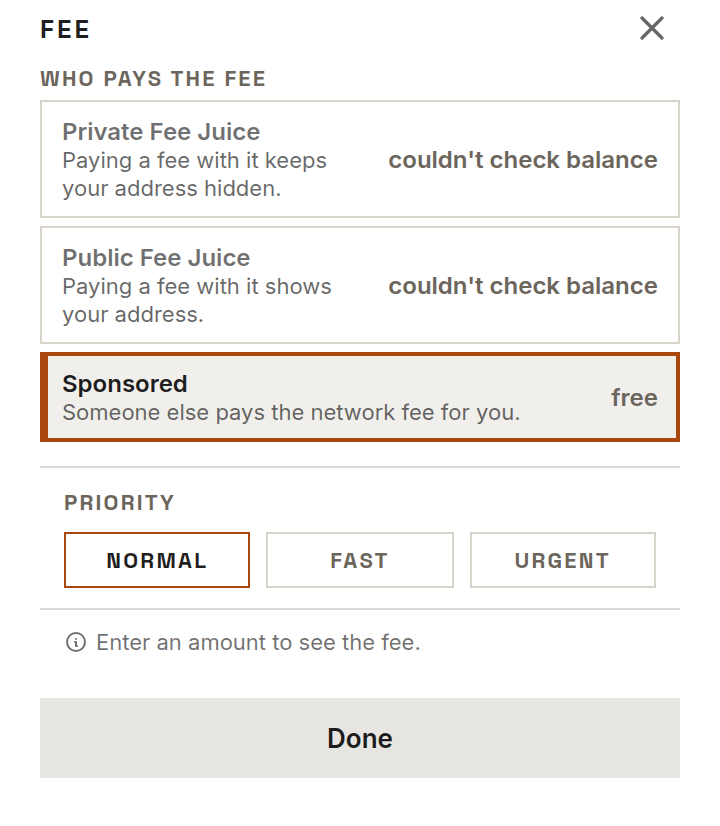 FEE
WHO PAYS THE FEE
Private Fee Juice
Paying a fee with it keeps
your address hidden.
couldn't check balance
Public Fee Juice
Paying a fee with it shows
your address.
couldn't check balance
Sponsored
Someone else pays the network fee for you.
free
PRIORITY
NORMAL
FAST
URGENT
Enter an amount to see the fee.
Done